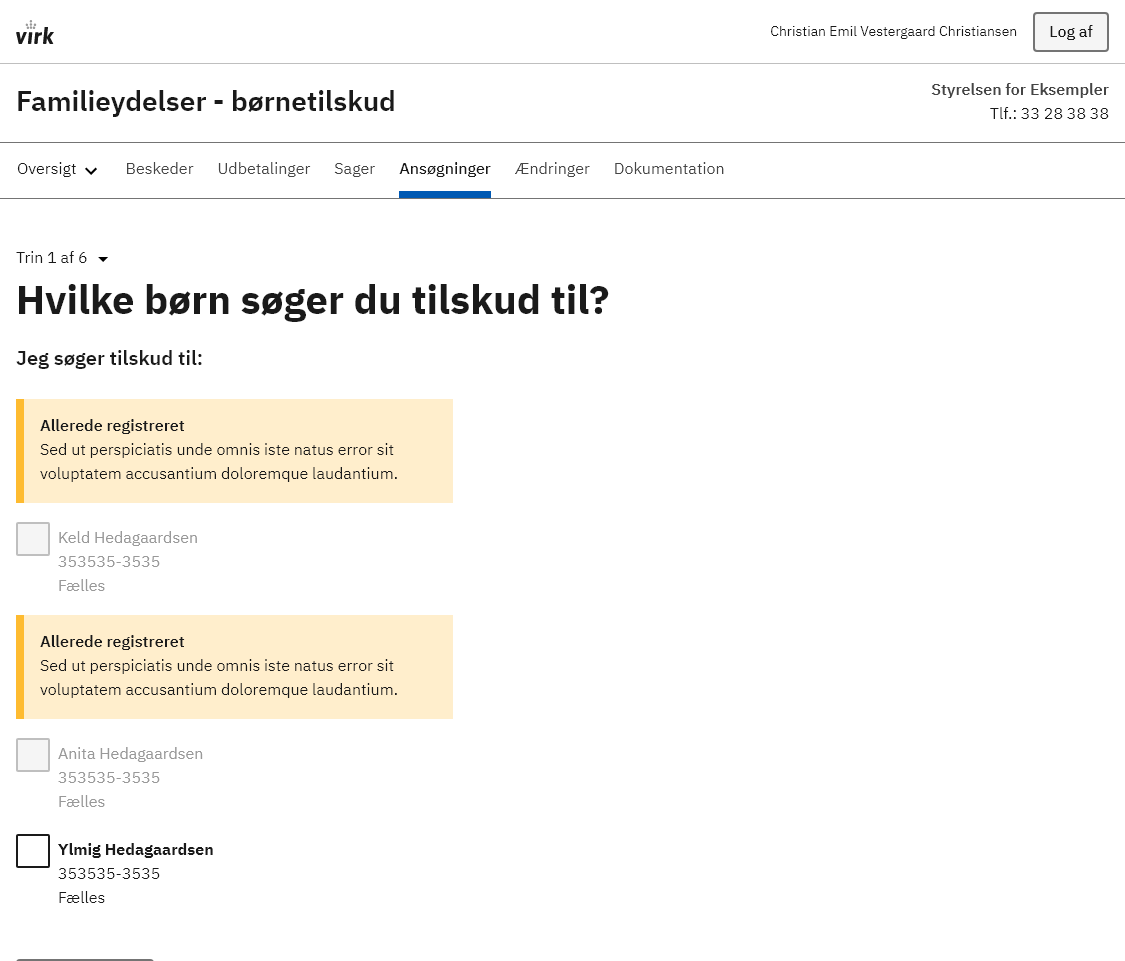 virk
Christian Emil Vestergaard Christiansen
Log af
Familieydelser - børnetilskud
Styrelsen for Eksempler
Tlf.: 33 28 38 38
Oversigt
Beskeder
Udbetalinger
Sager
Ansøgninger
Ændringer
Dokumentation
Trin 1 af 6
Hvilke børn søger du tilskud til?
Jeg søger tilskud til:
Allerede registreret
Sed ut perspiciatis unde omnis iste natus error sit
voluptatem accusantium doloremque laudantium.
Keld Hedagaardsen
353535-3535
Fælles
Allerede registreret
Sed ut perspiciatis unde omnis iste natus error sit
voluptatem accusantium doloremque laudantium.
Anita Hedagaardsen
353535-3535
Fælles
Ylmig Hedagaardsen
353535-3535
Fælles